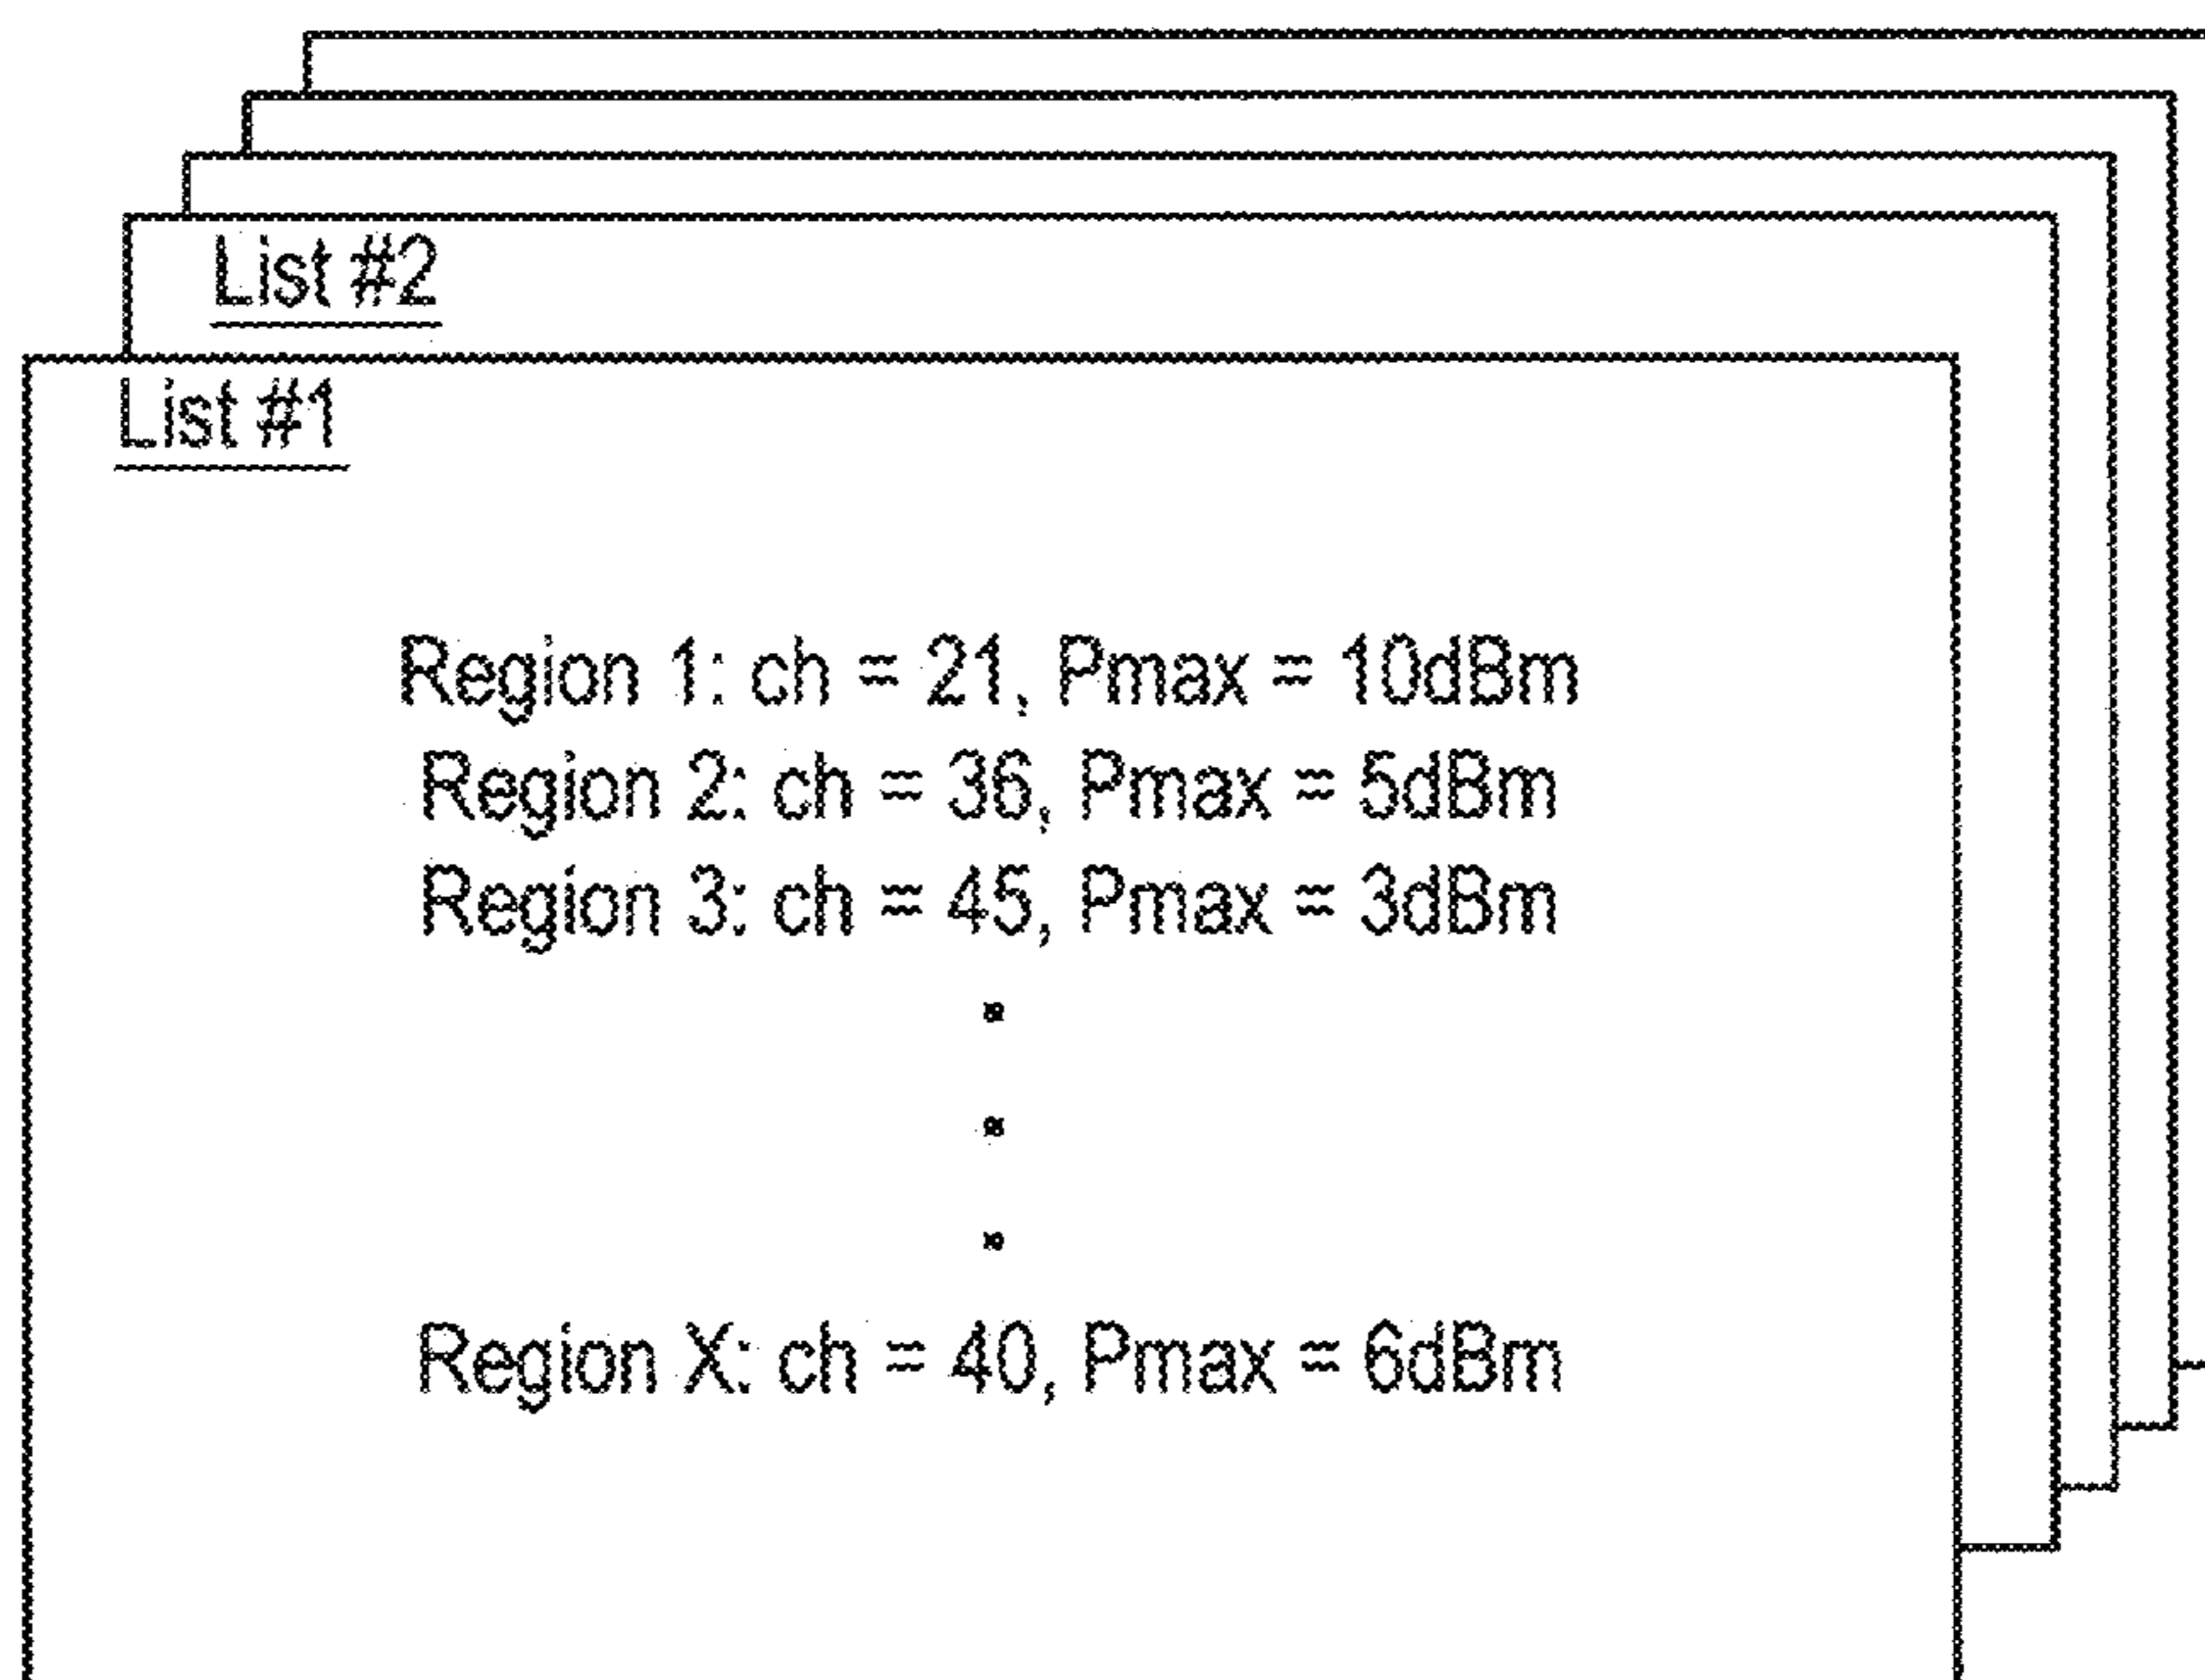 List #2
List #1
Region 1: ch = 21, Pmax = 10dBm
Region 2: ch = 36, Pmax = 5dBm
Region 3: ch = 45, Pmax = 3dBm
Region X: ch = 40, Pmax = 6dBm